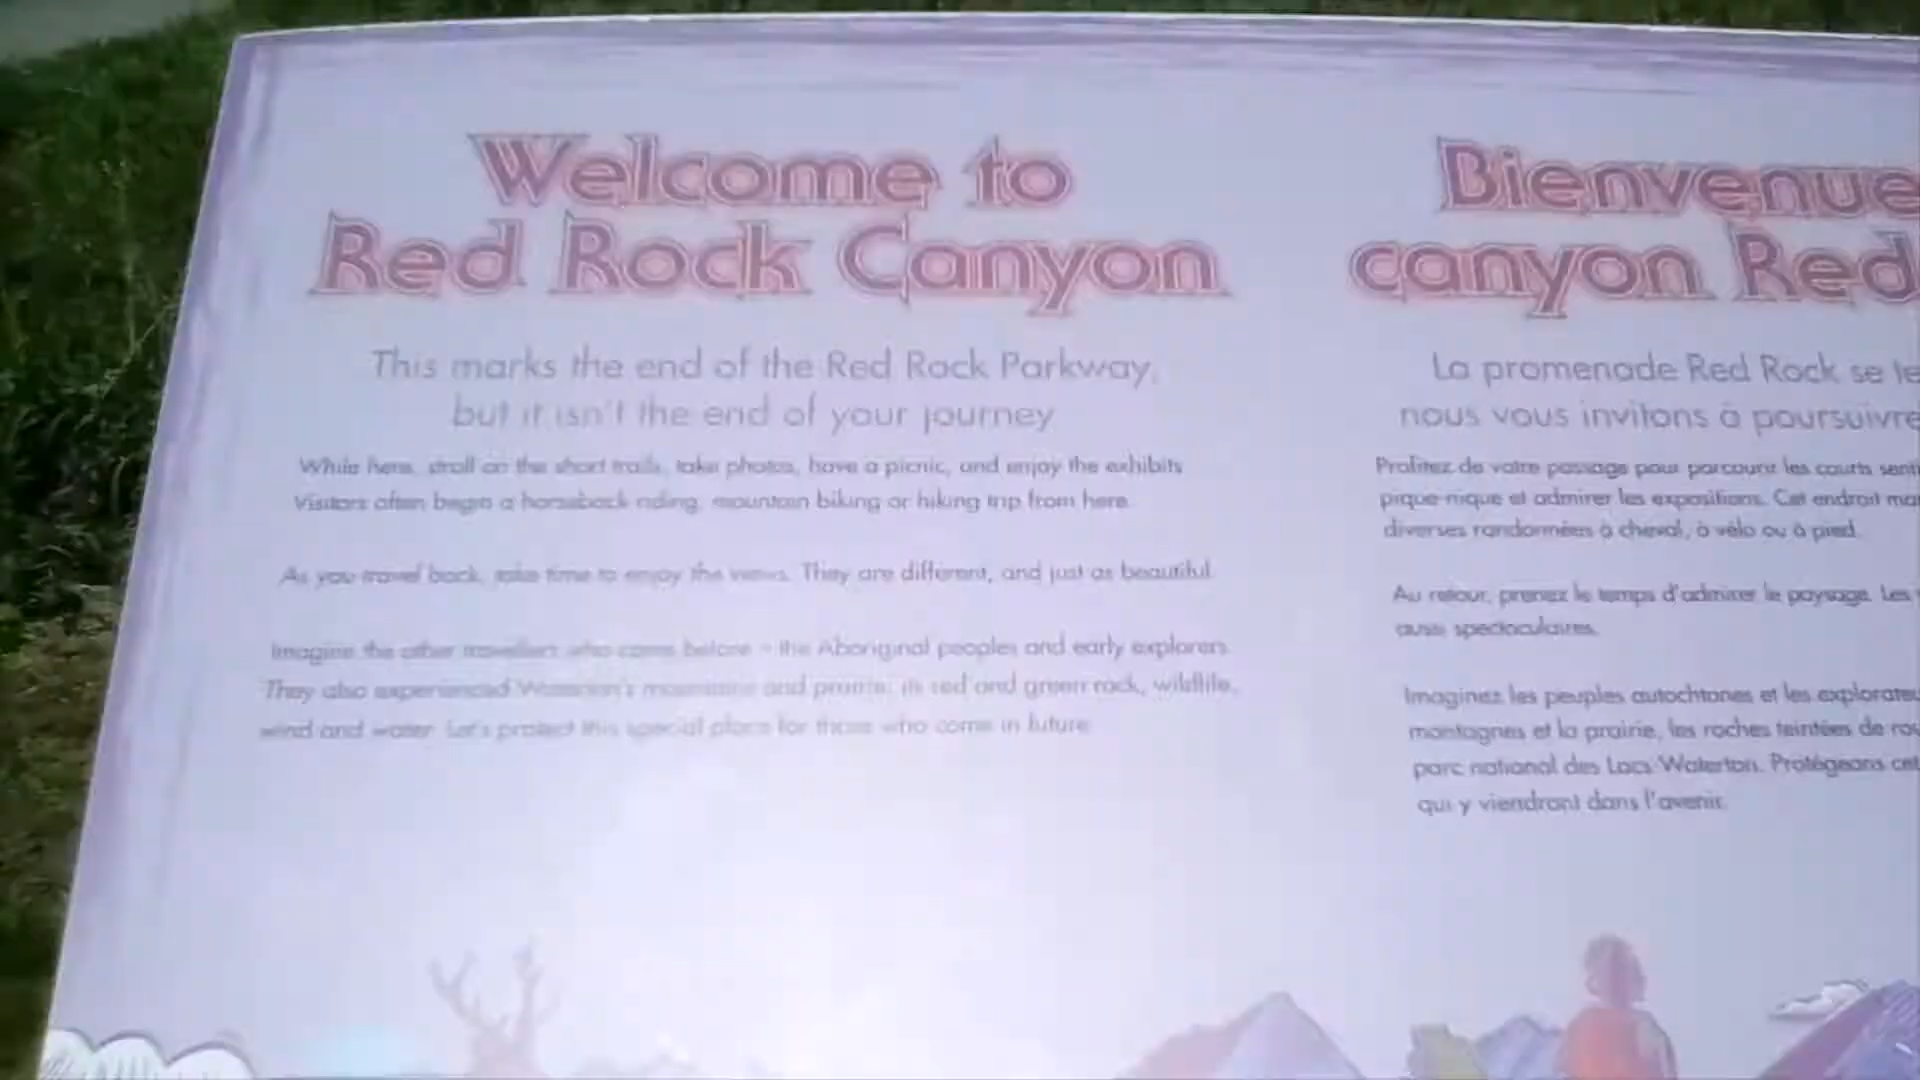 Welcome to
Red Rock Canyon
This marks the end of the Red Rock Parkway,
but it isn't the end of your journey
While here, stroll on the short trails, take photos, have a picnic, and enjoy the exhibits
Visitors often begin a horseback riding, mountain biking or hiking trip from here.
As you travel back, take time to enjoy the views. They are different, and just as beautiful.
Imagine the other travellers who came before - the Aboriginal peoples and early explorers.
They also experienced Waterton's mountains and prairie; its red and green rock, wildlife,
wind and water. Let's protect this special place for those who come in future.
Bienvenue
canyon Red
La promenade Red Rock se te
nous vous invitons à poursuivre
Profitez de votre passage pour parcourir les courts senti
pique-nique et admirer les expositions. Cet endroit mar
diverses randonnées à cheval, à vélo ou à pied.
Au retour, prenez le temps d'admirer le paysage. Les
aussi spectaculaires.
Imaginez les peuples autochtones et les explorateu
montagnes et la prairie, les roches teintées de rou
parc national des Lacs-Waterton. Protégeons cet
qui y viendront dans l'avenir.